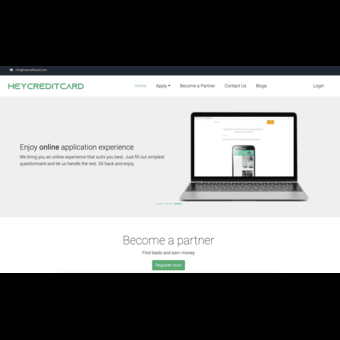 info@heycreditcard.com
HEYCREDITCARD
Home Apply Become a Partner Contact Us Blogs Login
Enjoy online application experience
We bring you an online experience that suits you best. Just fill out simplest
questionnaire and let us handle the rest. Sit back and enjoy.
Become a partner
Find leads and earn money
Register now